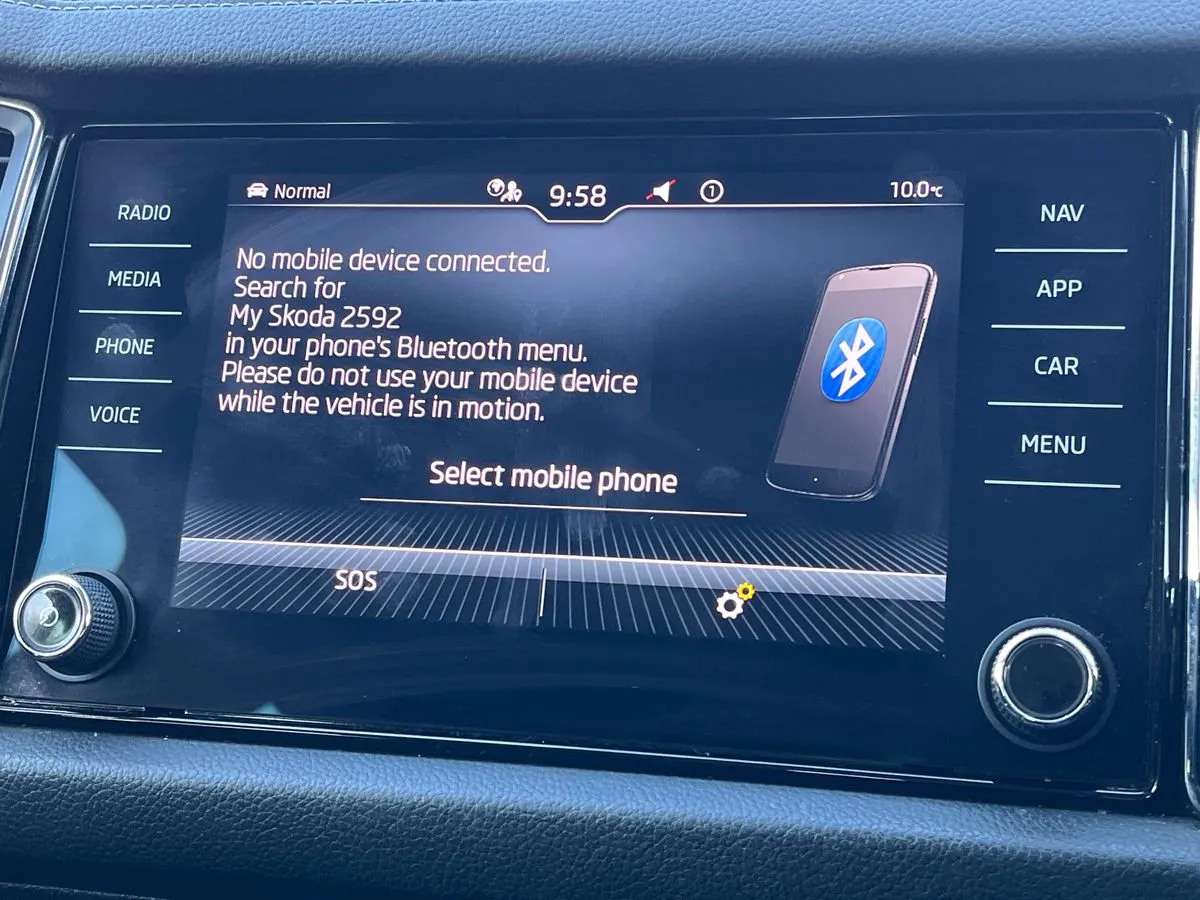 Normal
9:58
1
10.0°C
RADIO
MEDIA
PHONE
VOICE
No mobile device connected.
Search for
My Skoda 2592
in your phone's Bluetooth menu.
Please do not use your mobile device
while the vehicle is in motion.
Select mobile phone
SOS
NAV
APP
CAR
MENU